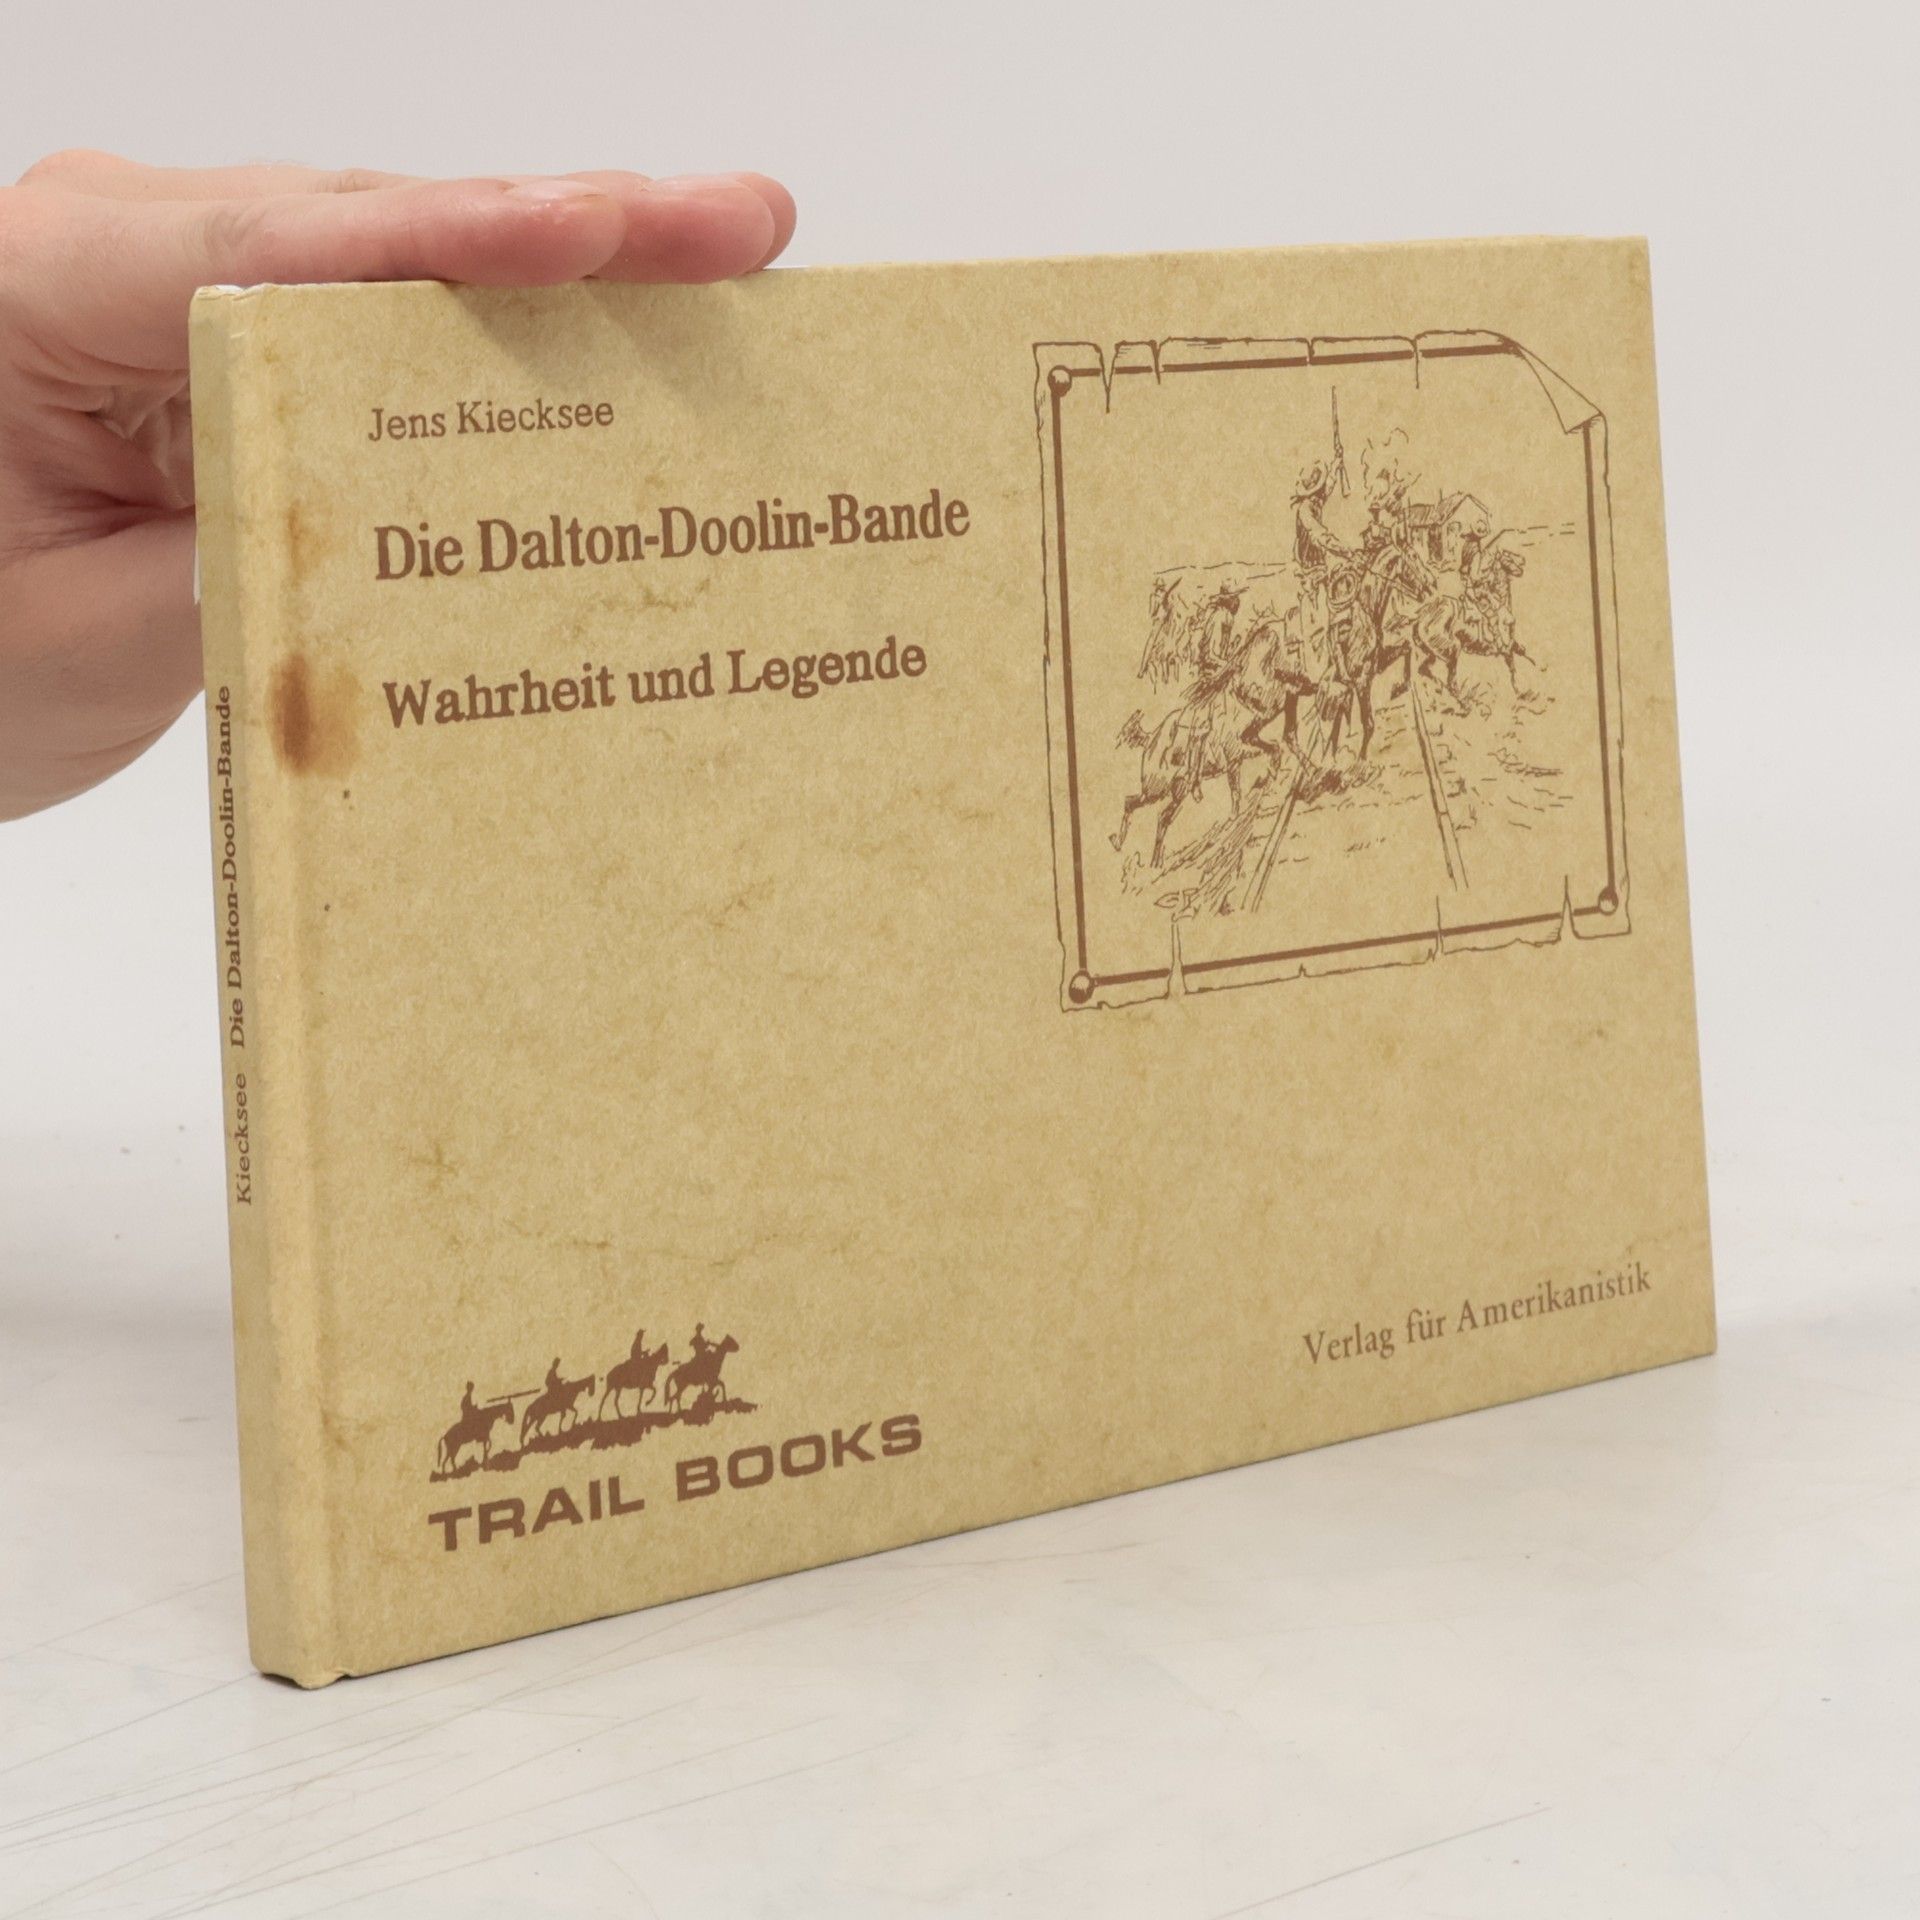 Jens Kiecksee
Die Dalton-Doolin-Bande
Wahrheit und Legende
Kiecksee Die Dalton-Doolin-Bande
TRAIL BOOKS
Verlag für Amerikanistik